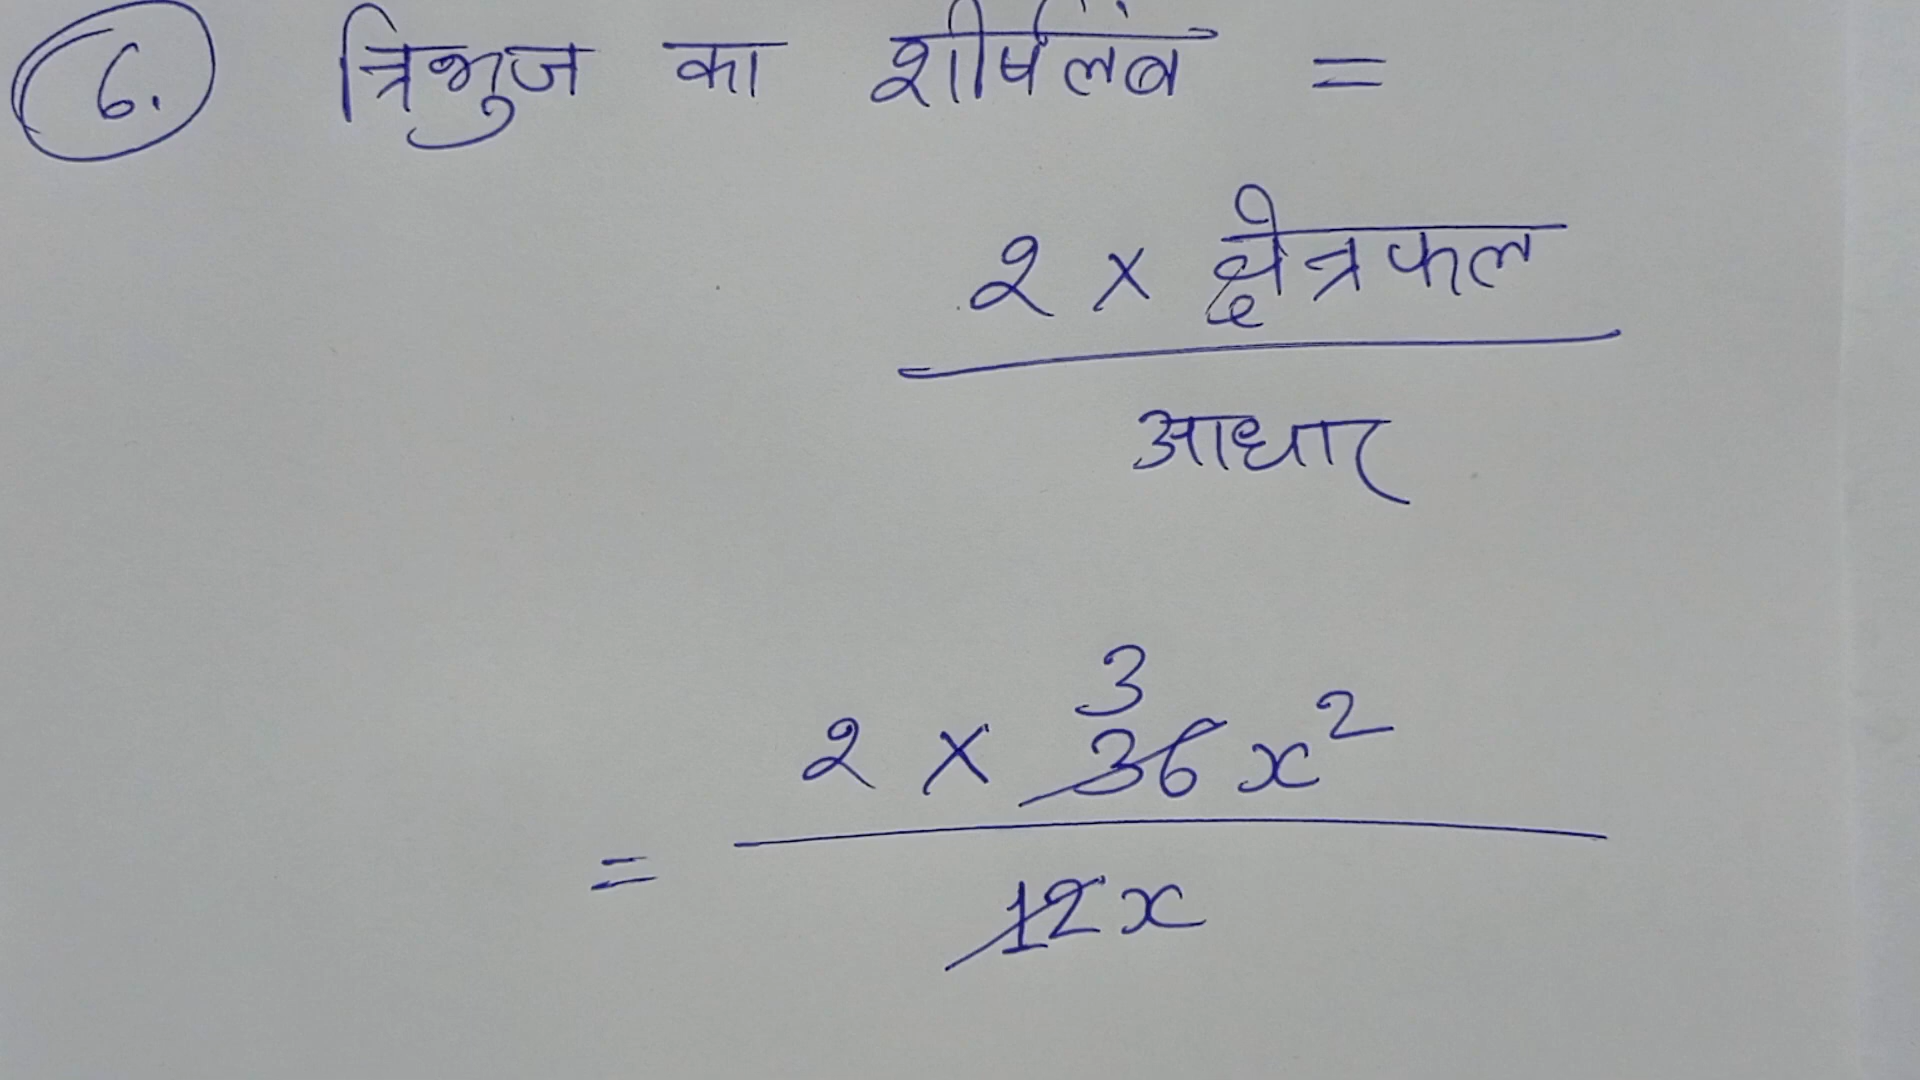 6. त्रिभुज का शीर्षलंब =
2 × क्षेत्रफल
आधार
3
2 × 36x²
=
12x